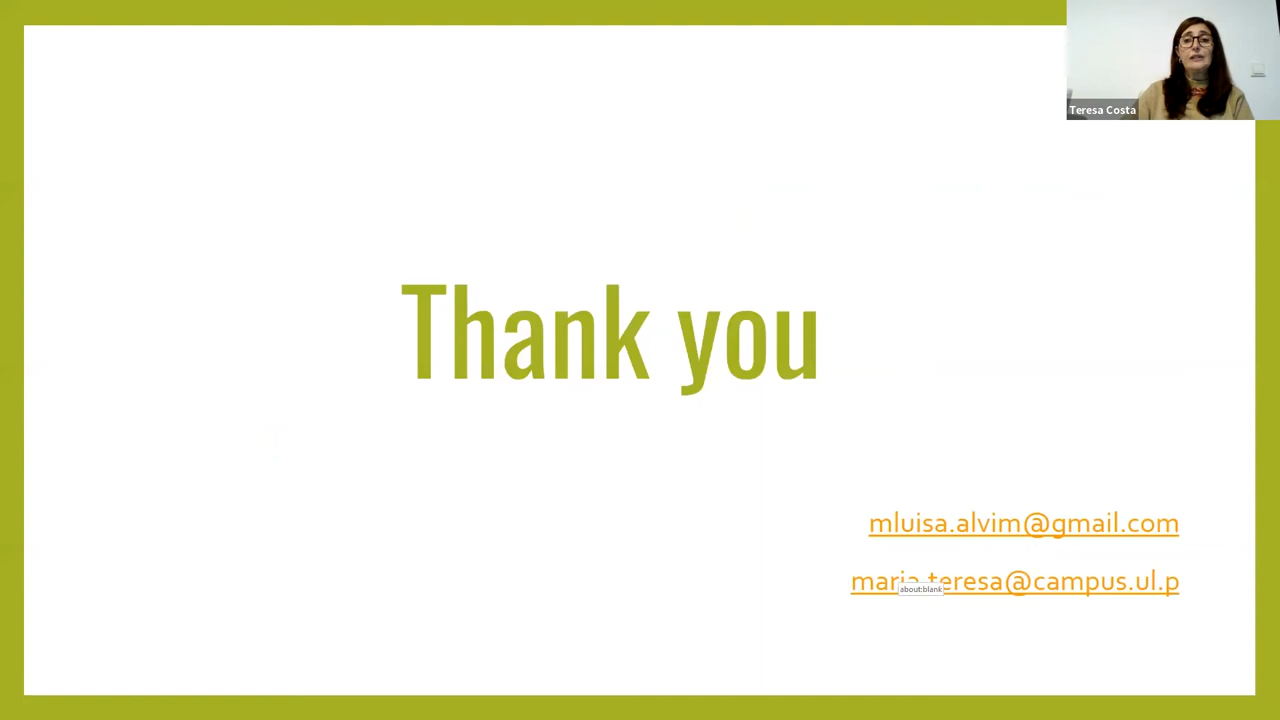 Teresa Costa
Thank you
mluisa.alvim@gmail.com
maria.teresa@campus.ul.p
about:blank